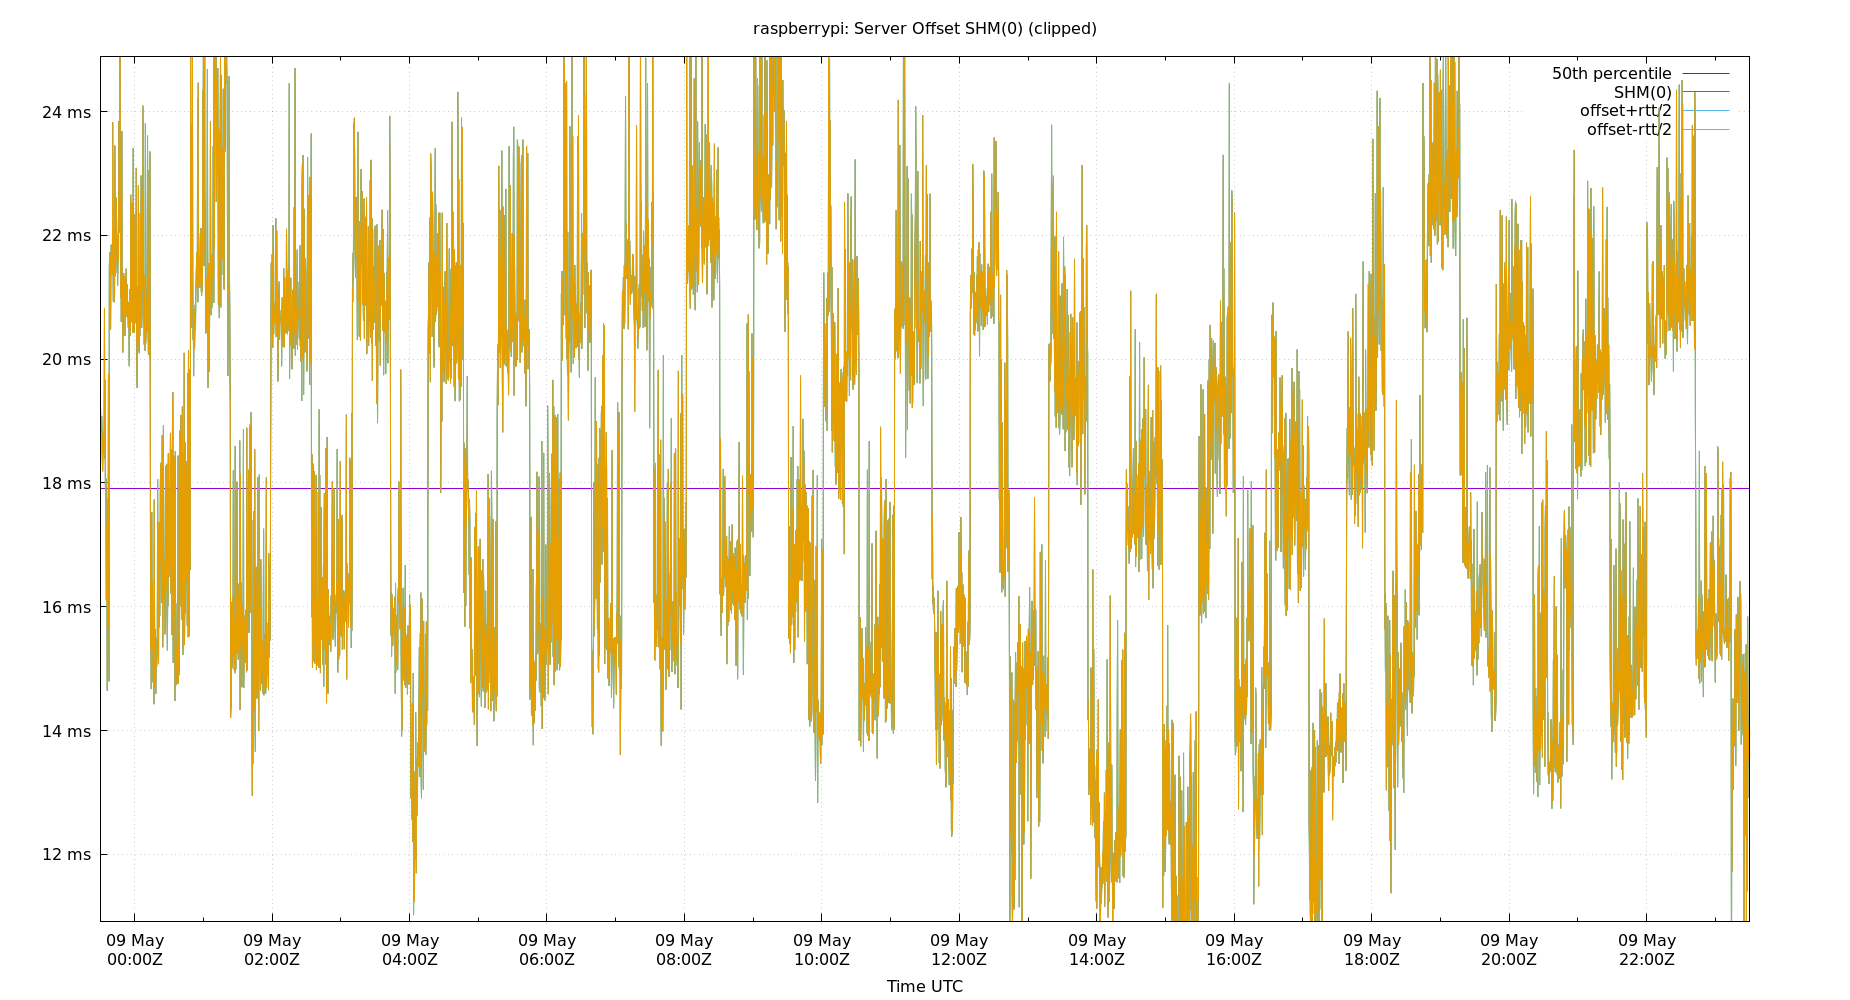 raspberrypi: Server Offset SHM(0) (clipped)
50th percentile
SHM(0)
offset+rtt/2
offset-rtt/2
24 ms
22 ms
20 ms
18 ms
16 ms
14 ms
12 ms
09 May 09 May 09 May 09 May 09 May 09 May 09 May 09 May 09 May 09 May 09 May 09 May
00:00Z 02:00Z 04:00Z 06:00Z 08:00Z 10:00Z 12:00Z 14:00Z 16:00Z 18:00Z 20:00Z 22:00Z
Time UTC